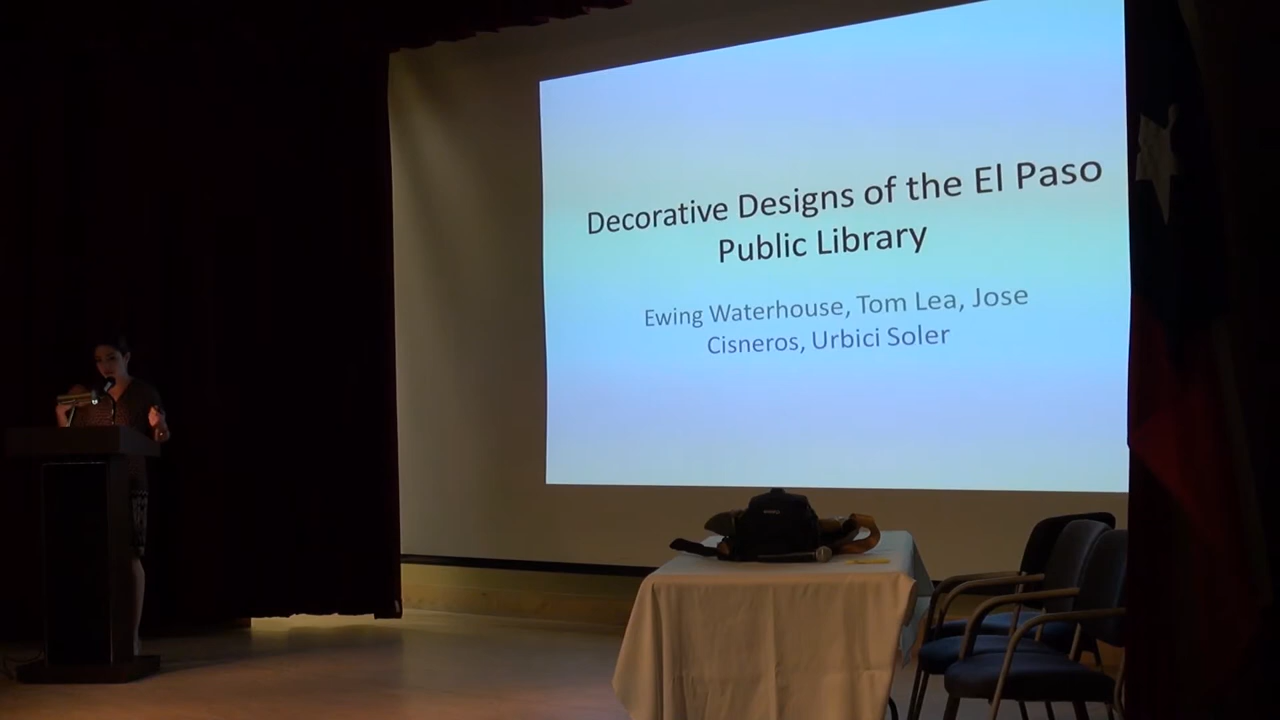 Decorative Designs of the El Paso
Public Library
Ewing Waterhouse, Tom Lea, Jose
Cisneros, Urbici Soler